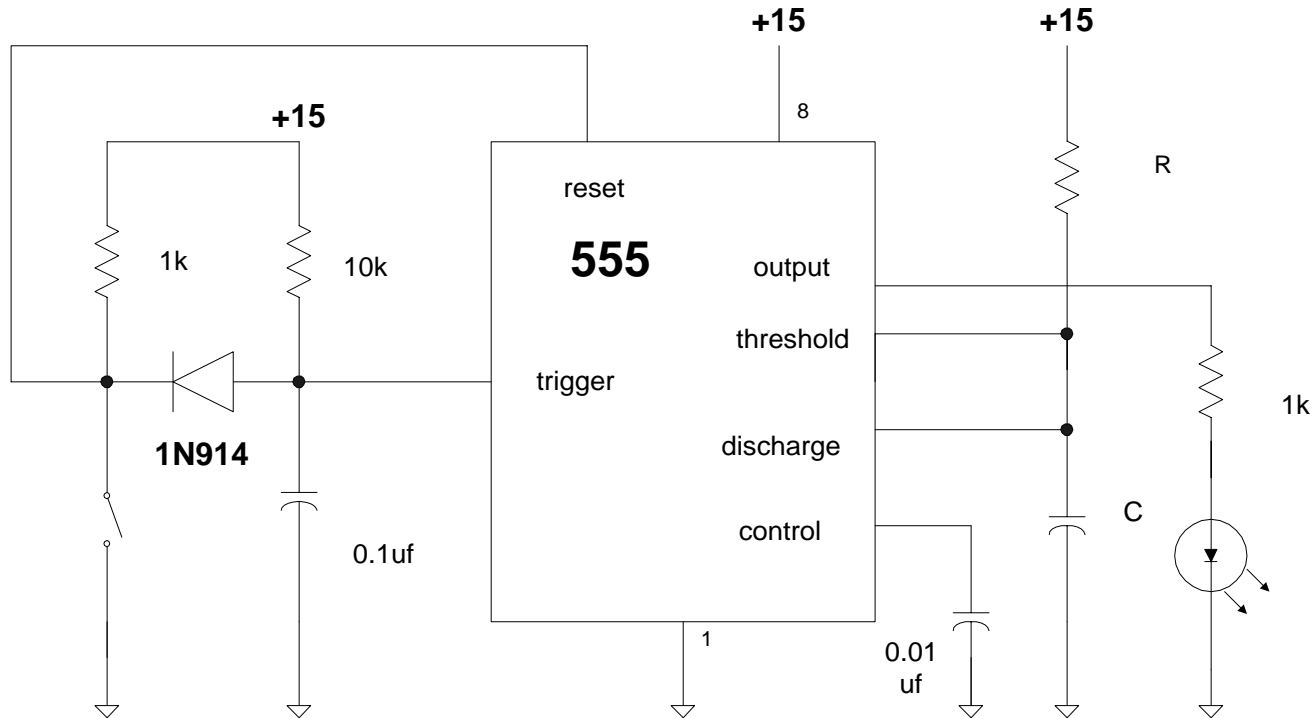 +15
+15
+15
8
reset
R
1k
10k
555
output
threshold
trigger
1k
1N914
discharge
C
control
0.1uf
1
0.01
uf